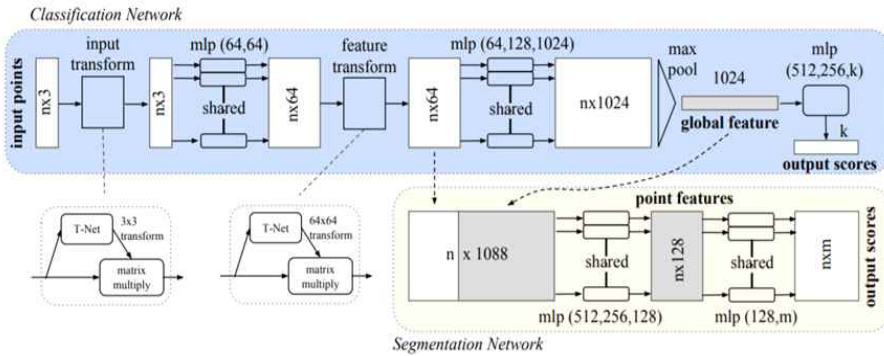 Classification Network
input points
nx3
input
transform
nx3
mlp (64,64)
shared
nx64
feature
transform
nx64
mlp (64,128,1024)
shared
nx1024
max
pool
1024
global feature
mlp
(512,256,k)
k
output scores
T-Net
3x3
transform
matrix
multiply
T-Net
64x64
transform
matrix
multiply
point features
n x 1088
shared
mlp (512,256,128)
nx128
shared
mlp (128,m)
nxm
output scores
Segmentation Network